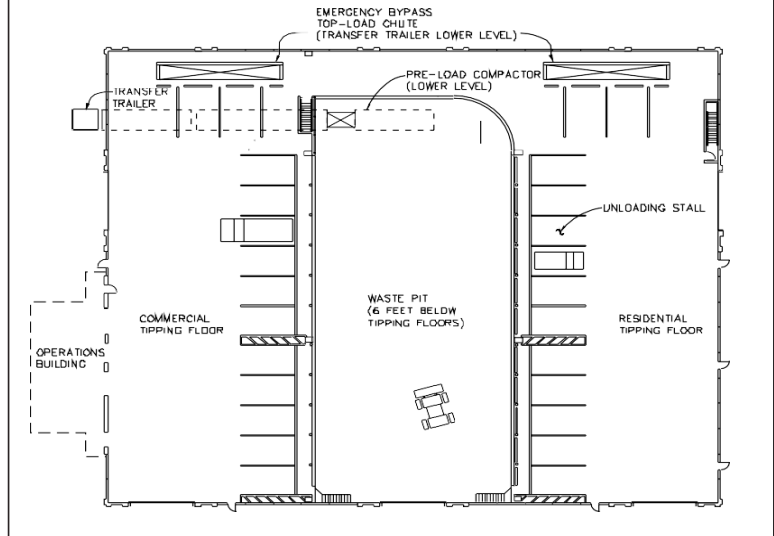 EMERGENCY BYPASS
TOP-LOAD CHUTE
(TRANSFER TRAILER LOWER LEVEL)
PRE-LOAD COMPACTOR
(LOWER LEVEL)
TRANSFER
TRAILER
UNLOADING STALL
WASTE PIT
(6 FEET BELOW
TIPPING FLOORS)
COMMERCIAL
TIPPING FLOOR
RESIDENTIAL
TIPPING FLOOR
OPERATIONS
BUILDING